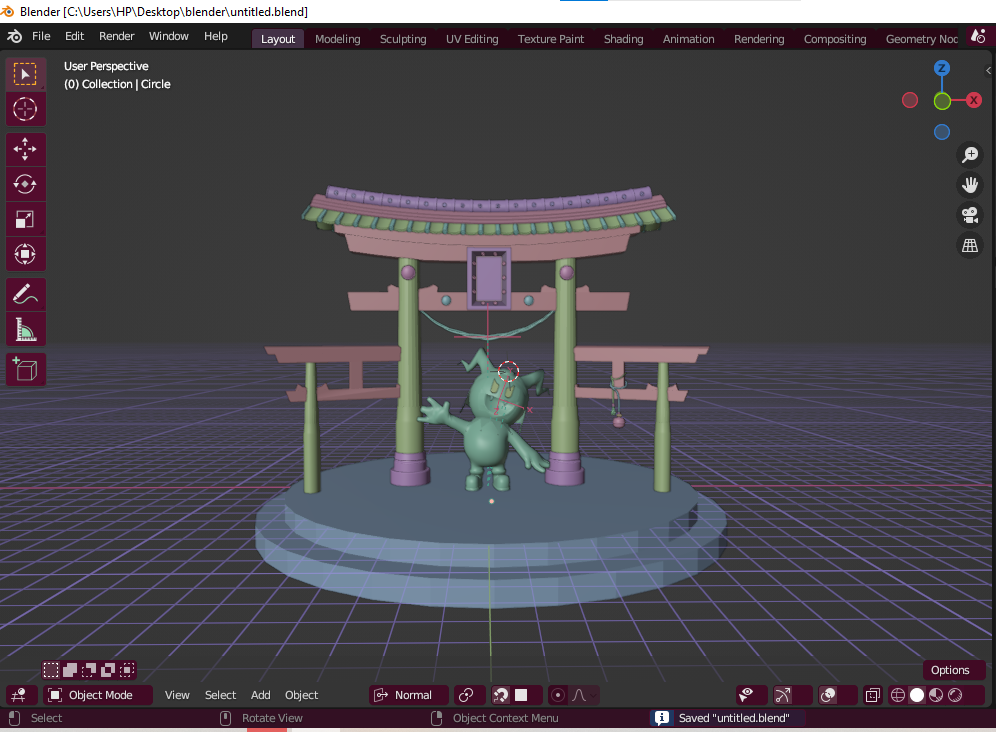 Blender [C:\Users\HP\Desktop\blender\untitled.blend]
File Edit Render Window Help Layout Modeling Sculpting UV Editing Texture Paint Shading Animation Rendering Compositing Geometry Noc
User Perspective
(0) Collection | Circle
Z
X
Z X
Options
Object Mode View Select Add Object Normal
Select Rotate View Object Context Menu Saved "untitled.blend"